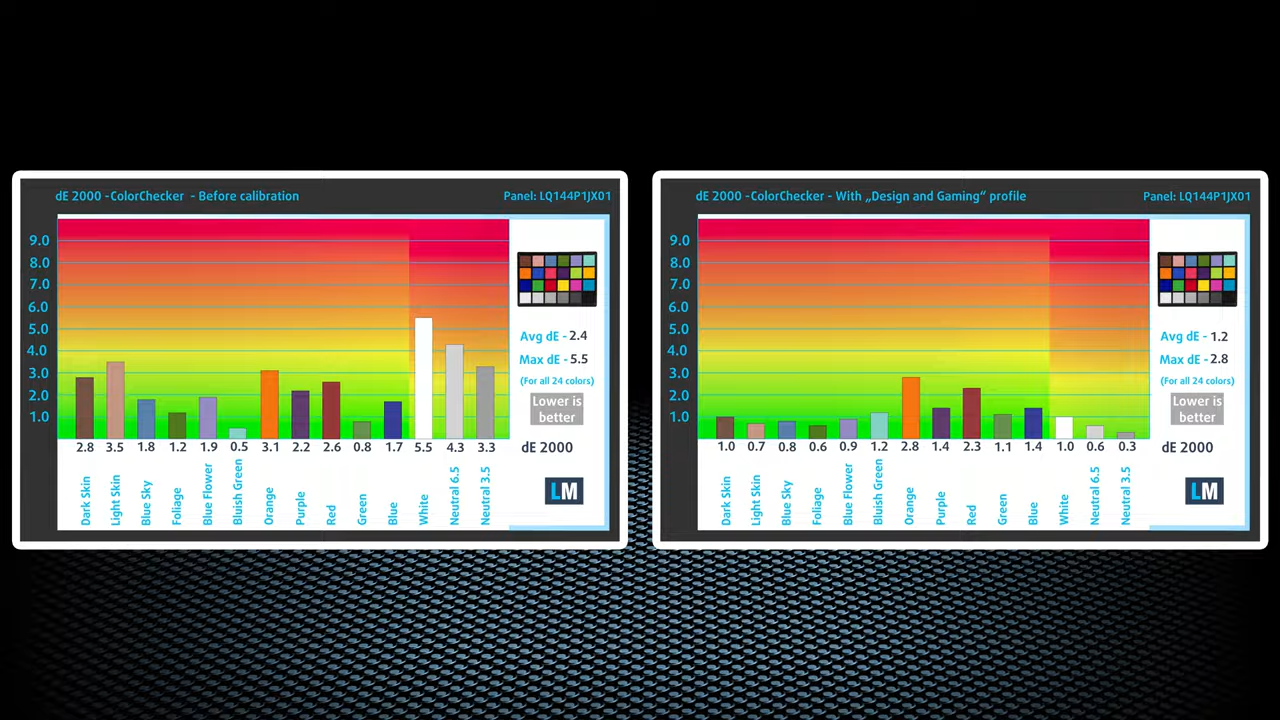 dE 2000 -ColorChecker - Before calibration
Panel: LQ144P1JX01
9.0
8.0
7.0
6.0
5.0
4.0
3.0
2.0
1.0
2.8 3.5 1.8 1.2 1.9 0.5 3.1 2.2 2.6 0.8 1.7 5.5 4.3 3.3
Dark Skin
Light Skin
Blue Sky
Foliage
Blue Flower
Bluish Green
Orange
Purple
Red
Green
Blue
White
Neutral 6.5
Neutral 3.5
Avg dE - 2.4
Max dE - 5.5
(For all 24 colors)
Lower is
better
dE 2000
LM
dE 2000 -ColorChecker - With „Design and Gaming“ profile
Panel: LQ144P1JX01
9.0
8.0
7.0
6.0
5.0
4.0
3.0
2.0
1.0
1.0 0.7 0.8 0.6 0.9 1.2 2.8 1.4 2.3 1.1 1.4 1.0 0.6 0.3
Dark Skin
Light Skin
Blue Sky
Foliage
Blue Flower
Bluish Green
Orange
Purple
Red
Green
Blue
White
Neutral 6.5
Neutral 3.5
Avg dE - 1.2
Max dE - 2.8
(For all 24 colors)
Lower is
better
dE 2000
LM